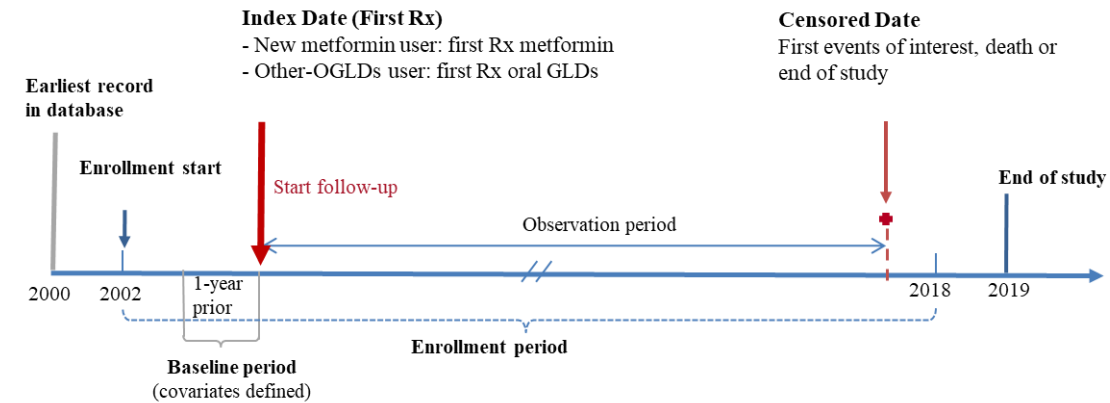 Index Date (First Rx)
- New metformin user: first Rx metformin
- Other-OGLDs user: first Rx oral GLDs
Censored Date
First events of interest, death or
end of study
Earliest record
in database
Enrollment start
Start follow-up
End of study
Observation period
2000
2002
1-year
prior
2018
2019
Enrollment period
Baseline period
(covariates defined)